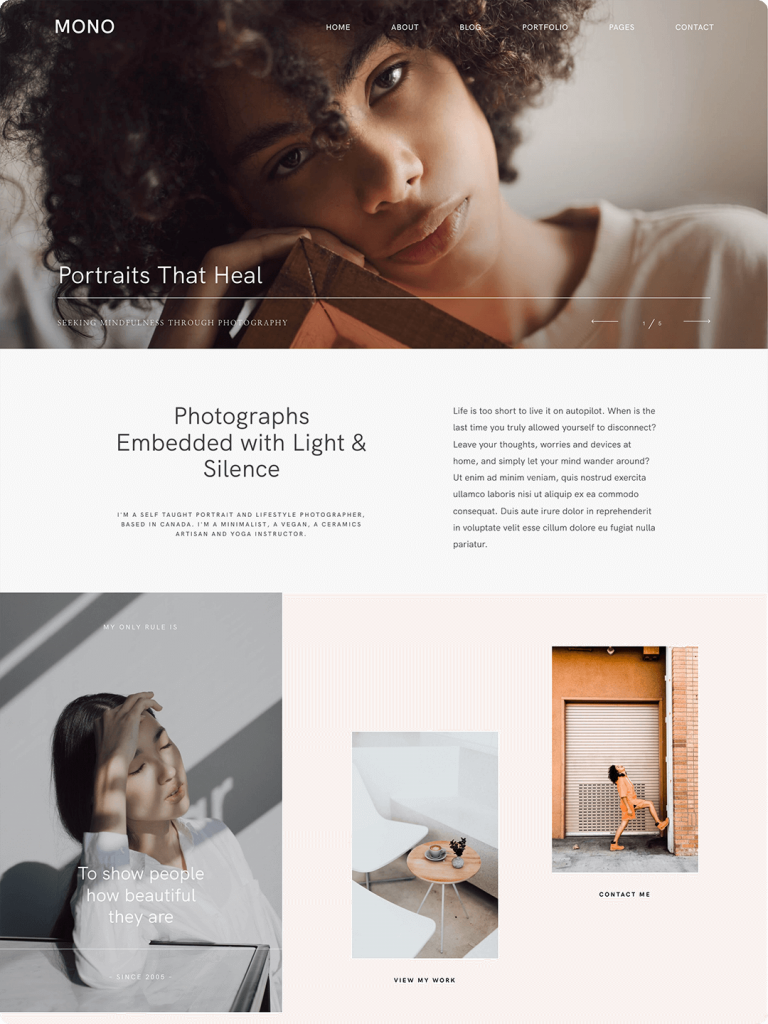 MONO
HOME ABOUT BLOG PORTFOLIO PAGES CONTACT
Portraits That Heal
SEEKING MINDFULNESS THROUGH PHOTOGRAPHY
1 / 5
Photographs
Embedded with Light &
Silence
I'M A SELF TAUGHT PORTRAIT AND LIFESTYLE PHOTOGRAPHER,
BASED IN CANADA. I'M A MINIMALIST, A VEGAN, A CERAMICS
ARTISAN AND YOGA INSTRUCTOR.
Life is too short to live it on autopilot. When is the
last time you truly allowed yourself to disconnect?
Leave your thoughts, worries and devices at
home, and simply let your mind wander around?
Ut enim ad minim veniam, quis nostrud exercita
ullamco laboris nisi ut aliquip ex ea commodo
consequat. Duis aute irure dolor in reprehenderit
in voluptate velit esse cillum dolore eu fugiat nulla
pariatur.
MY ONLY RULE IS
To show people
how beautiful
they are
- SINCE 2005 -
VIEW MY WORK
CONTACT ME